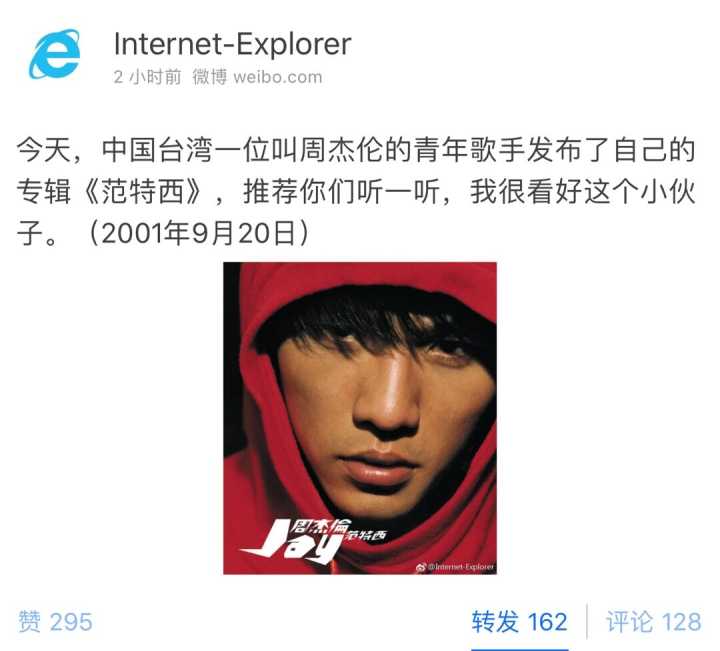 Internet-Explorer
2 小时前 微博 weibo.com
今天，中国台湾一位叫周杰伦的青年歌手发布了自己的
专辑《范特西》，推荐你们听一听，我很看好这个小伙
子。（2001年9月20日）
周杰倫
Jay 范特西
@Internet-Explorer
赞 295 转发 162 评论 128